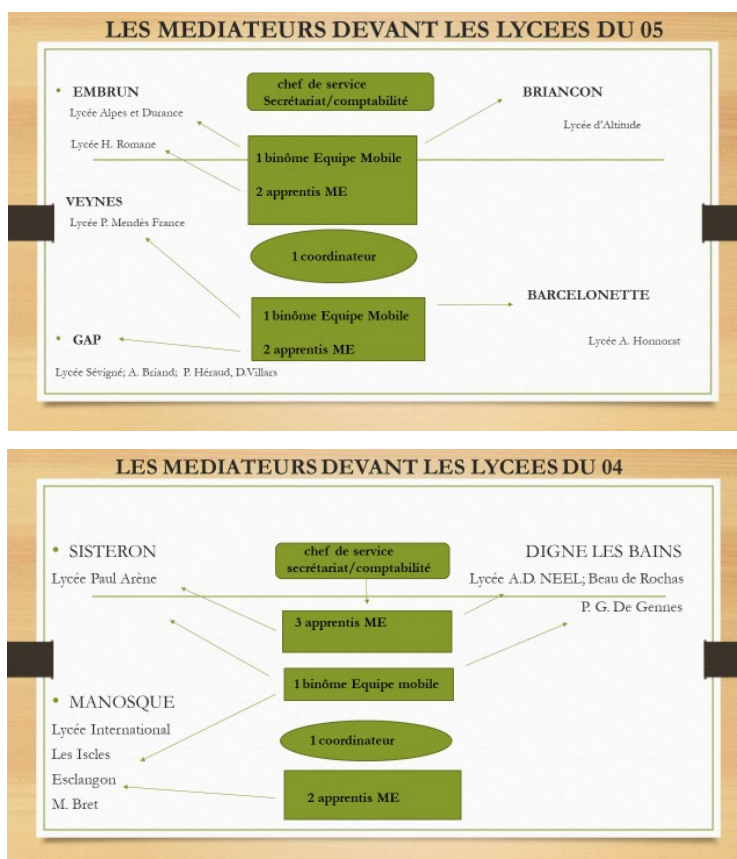 LES MEDIATEURS DEVANT LES LYCEES DU 05
• EMBRUN
Lycée Alpes et Durance
Lycée H. Romane
VEYNES
Lycée P. Mendès France
• GAP
Lycée Sévigné; A. Briand; P. Héraud, D.Villars
chef de service
Secrétariat/comptabilité
1 binôme Equipe Mobile
2 apprentis ME
1 coordinateur
1 binôme Equipe Mobile
2 apprentis ME
BRIANCON
Lycée d'Altitude
BARCELONETTE
Lycée A. Honnorat
LES MEDIATEURS DEVANT LES LYCEES DU 04
• SISTERON
Lycée Paul Arène
• MANOSQUE
Lycée International
Les Iscles
Esclangon
M. Bret
chef de service
secrétariat/comptabilité
3 apprentis ME
1 binôme Equipe mobile
1 coordinateur
2 apprentis ME
DIGNE LES BAINS
Lycée A.D. NEEL; Beau de Rochas
P. G. De Gennes